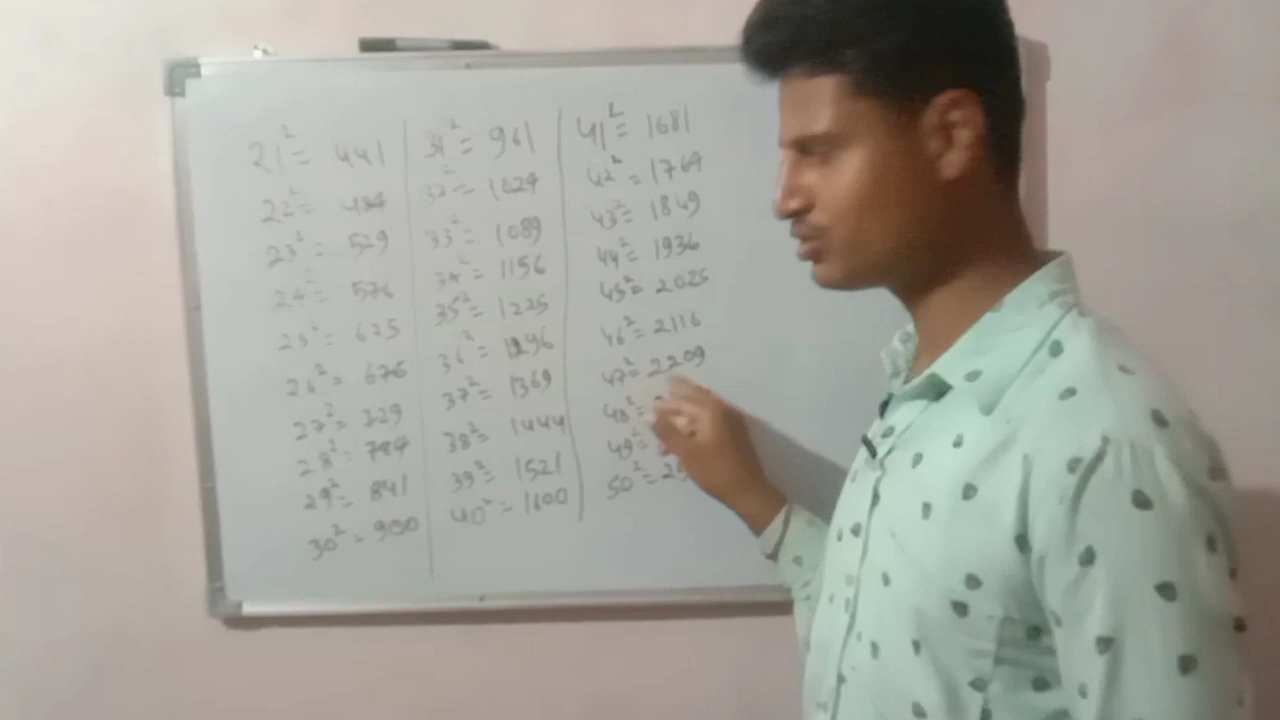 21² = 441
22² = 484
23² = 529
24² = 576
25² = 625
26² = 676
27² = 729
28² = 784
29² = 841
30² = 900
31² = 961
32² = 1024
33² = 1089
34² = 1156
35² = 1225
36² = 1296
37² = 1369
38² = 1444
39² = 1521
40² = 1600
41² = 1681
42² = 1764
43² = 1849
44² = 1936
45² = 2025
46² = 2116
47² = 2209
48² =
49² =
50² = 25